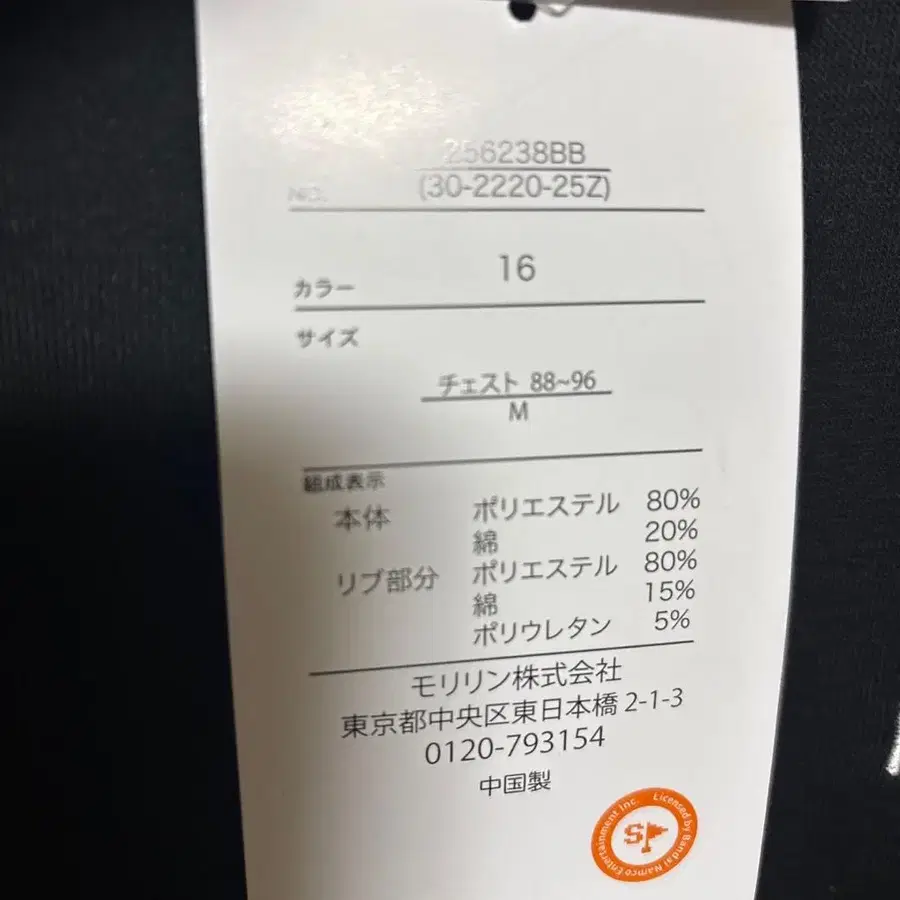 256238BB
NO. (30-2220-25Z)
カラー 16
サイズ
チェスト 88~96
M
組成表示
本体 ポリエステル 80%
綿 20%
リブ部分 ポリエステル 80%
綿 15%
ポリウレタン 5%
モリリン株式会社
東京都中央区東日本橋 2-1-3
0120-793154
中国製
Licensed by Bandai Namco Entertainment Inc.
SP